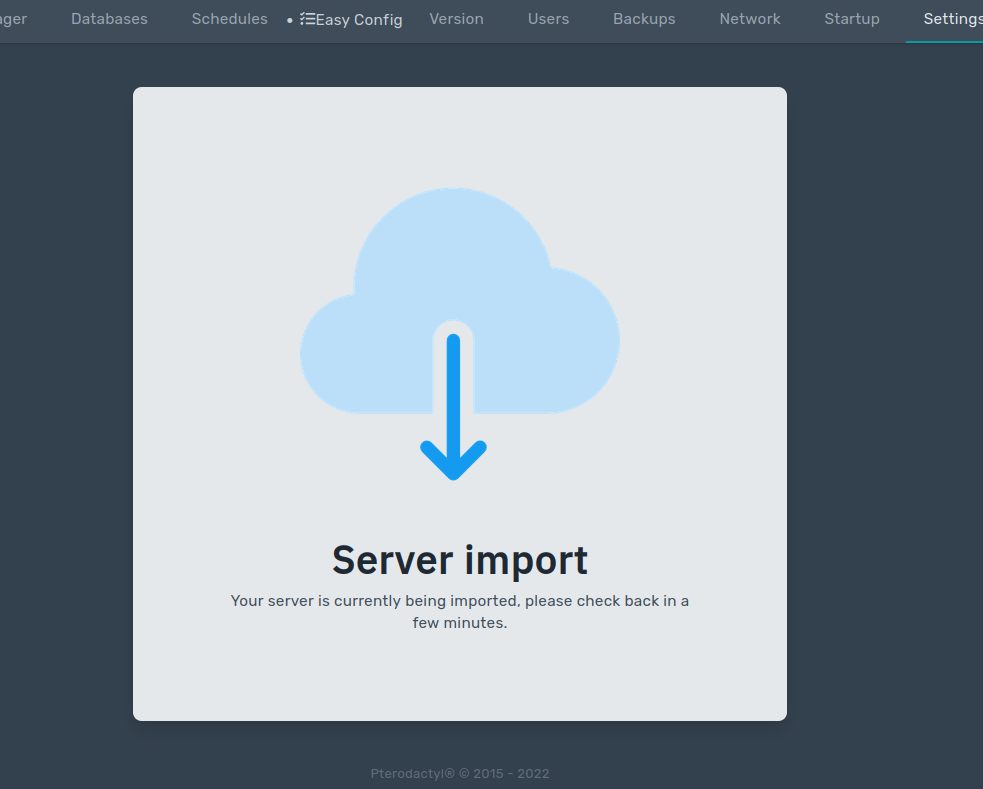 ager Databases Schedules • Easy Config Version Users Backups Network Startup Settings
Server import
Your server is currently being imported, please check back in a
few minutes.
Pterodactyl® © 2015 - 2022